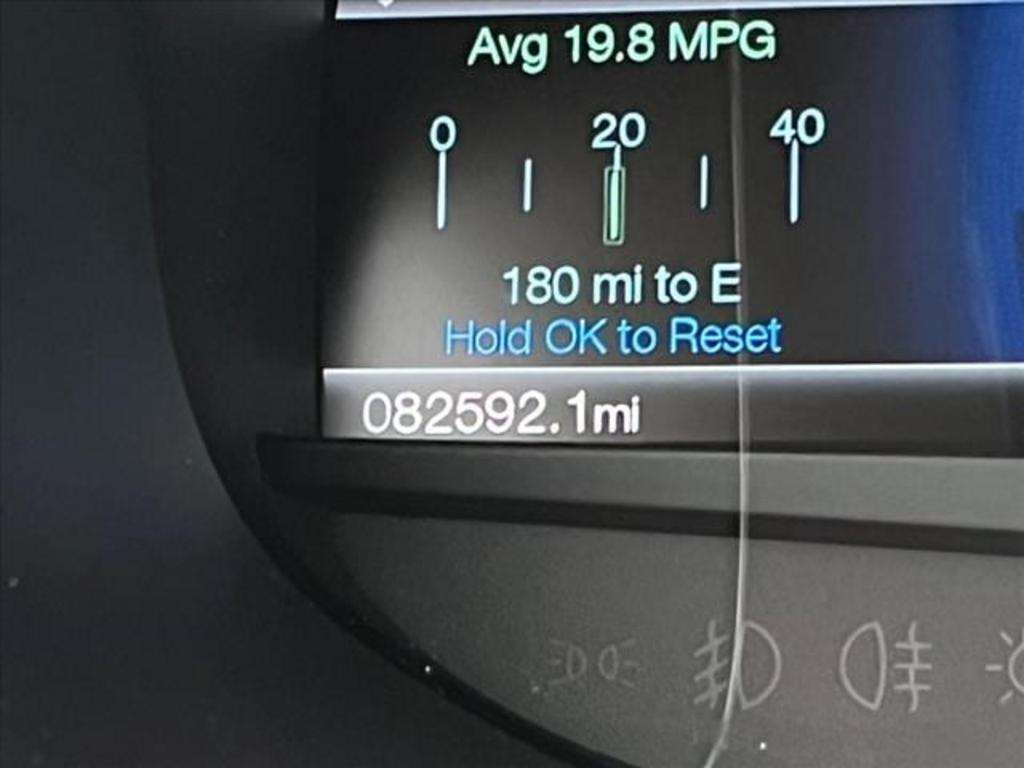 Avg 19.8 MPG
0 20 40
180 mi to E
Hold OK to Reset
082592.1mi